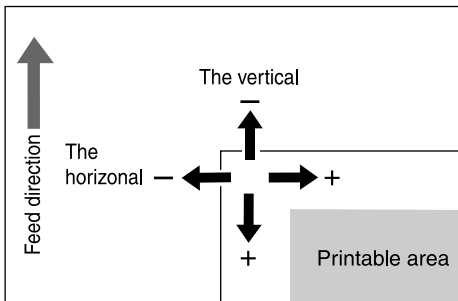 The vertical
−
The
horizonal −
+
+
Feed direction
Printable area